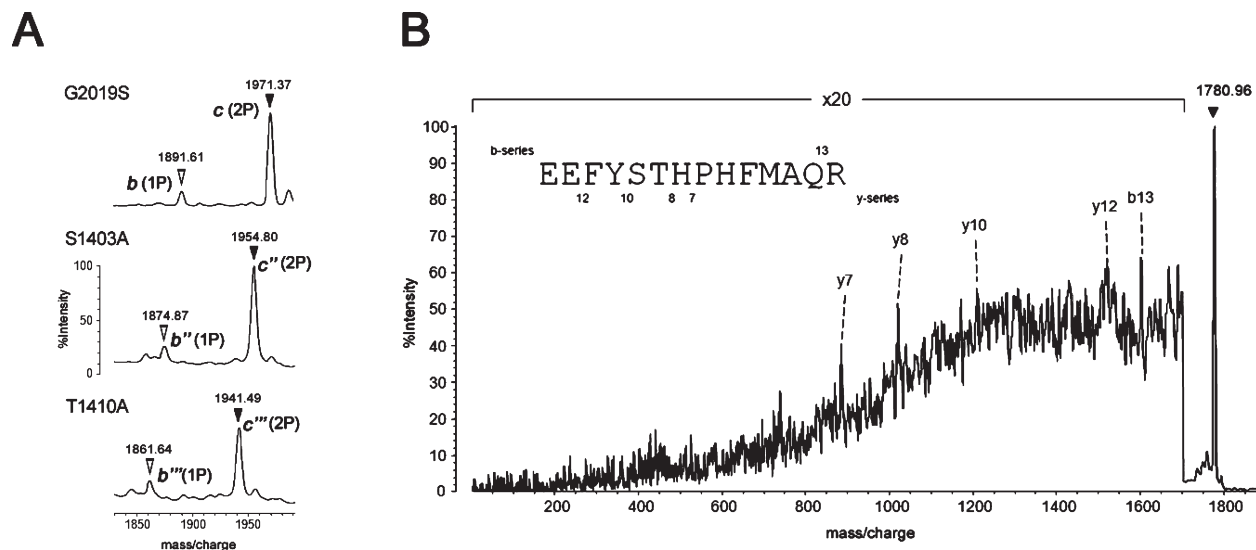 A
G2019S
1971.37
c (2P)
1891.61
b (1P)
S1403A
1954.80
c'' (2P)
1874.87
b'' (1P)
100
50
0
%Intensity
T1410A
1941.49
c''' (2P)
1861.64
b''' (1P)
1850 1900 1950
mass/charge
B
x20
1780.96
b-series
13
EEFYSTHPHFMAQR
12 10 8 7
y-series
y7
y8
y10
y12
b13
100
90
80
70
60
50
40
30
20
10
0
%Intensity
200 400 600 800 1000 1200 1400 1600 1800
mass/charge